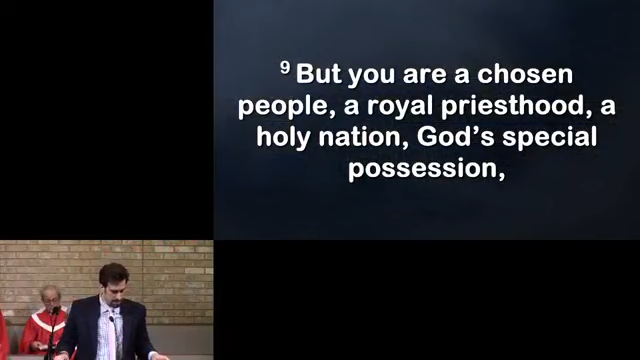 9 But you are a chosen
people, a royal priesthood, a
holy nation, God's special
possession,